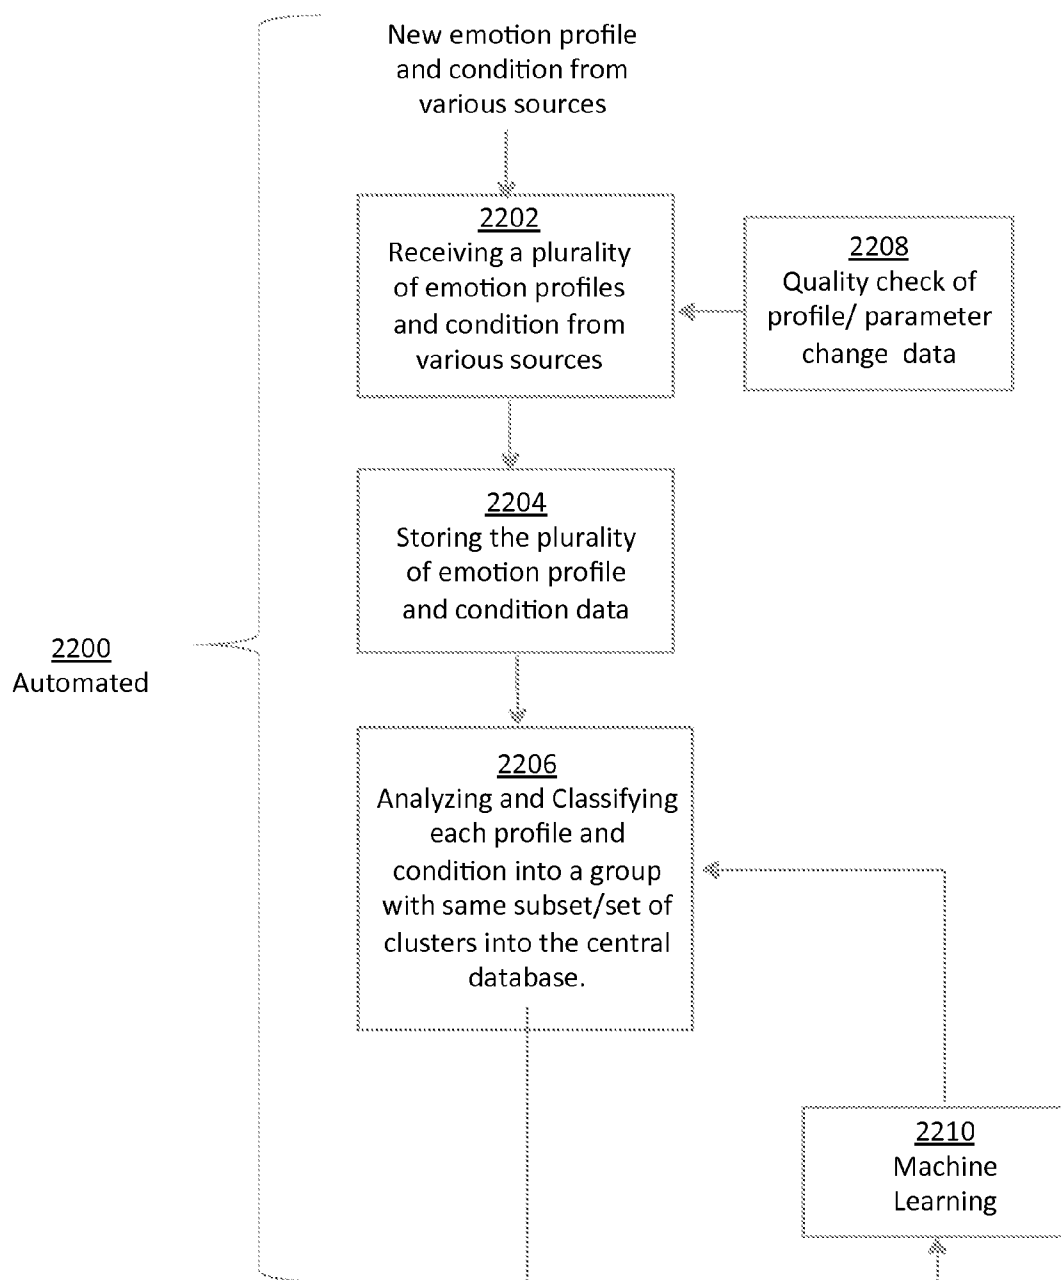 New emotion profile
and condition from
various sources
2202
Receiving a plurality
of emotion profiles
and condition from
various sources
2208
Quality check of
profile/ parameter
change data
2204
Storing the plurality
of emotion profile
and condition data
2200
Automated
2206
Analyzing and Classifying
each profile and
condition into a group
with same subset/set of
clusters into the central
database.
2210
Machine
Learning